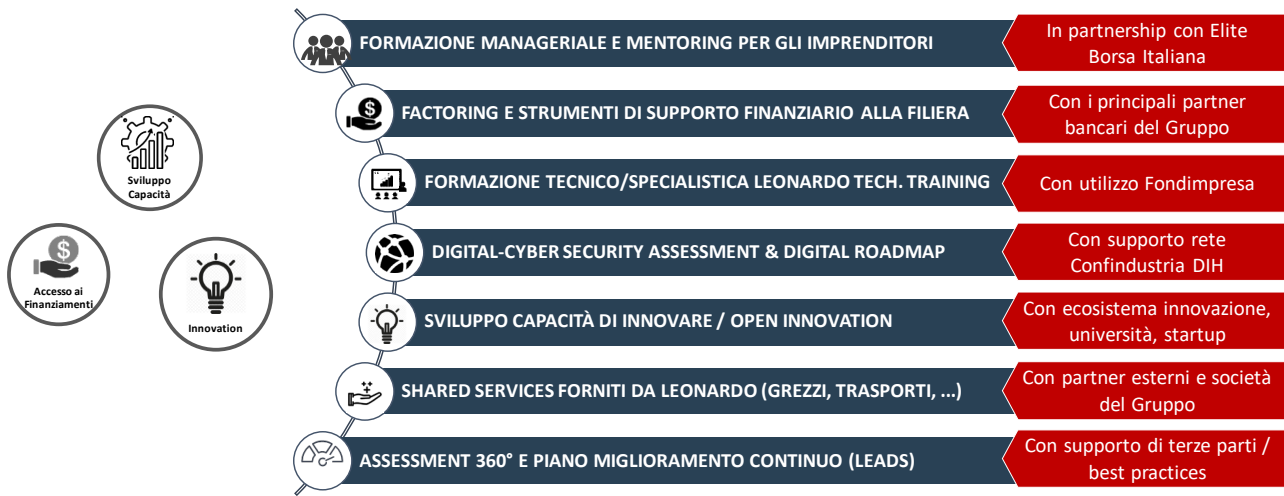 FORMAZIONE MANAGERIALE E MENTORING PER GLI IMPRENDITORI
In partnership con Elite
Borsa Italiana
$
FACTORING E STRUMENTI DI SUPPORTO FINANZIARIO ALLA FILIERA
Con i principali partner
bancari del Gruppo
Sviluppo
Capacità
FORMAZIONE TECNICO/SPECIALISTICA LEONARDO TECH. TRAINING
Con utilizzo Fondimpresa
$
Accesso ai
Finanziamenti
Innovation
DIGITAL-CYBER SECURITY ASSESSMENT & DIGITAL ROADMAP
Con supporto rete
Confindustria DIH
SVILUPPO CAPACITÀ DI INNOVARE / OPEN INNOVATION
Con ecosistema innovazione,
università, startup
SHARED SERVICES FORNITI DA LEONARDO (GREZZI, TRASPORTI, ...)
Con partner esterni e società
del Gruppo
ASSESSMENT 360° E PIANO MIGLIORAMENTO CONTINUO (LEADS)
Con supporto di terze parti /
best practices